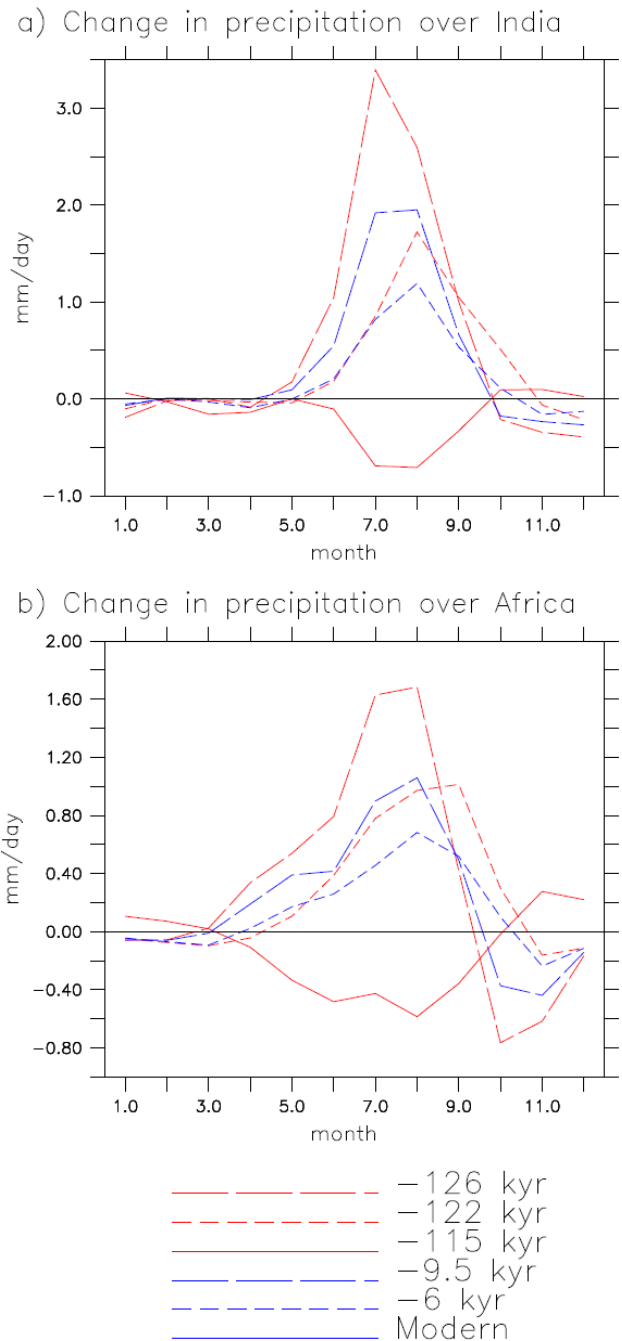 a) Change in precipitation over India
3.0
2.0
1.0
0.0
-1.0
mm/day
1.0 3.0 5.0 7.0 9.0 11.0
month
b) Change in precipitation over Africa
2.00
1.60
1.20
0.80
0.40
0.00
-0.40
-0.80
mm/day
1.0 3.0 5.0 7.0 9.0 11.0
month
-126 kyr
-122 kyr
-115 kyr
-9.5 kyr
-6 kyr
Modern